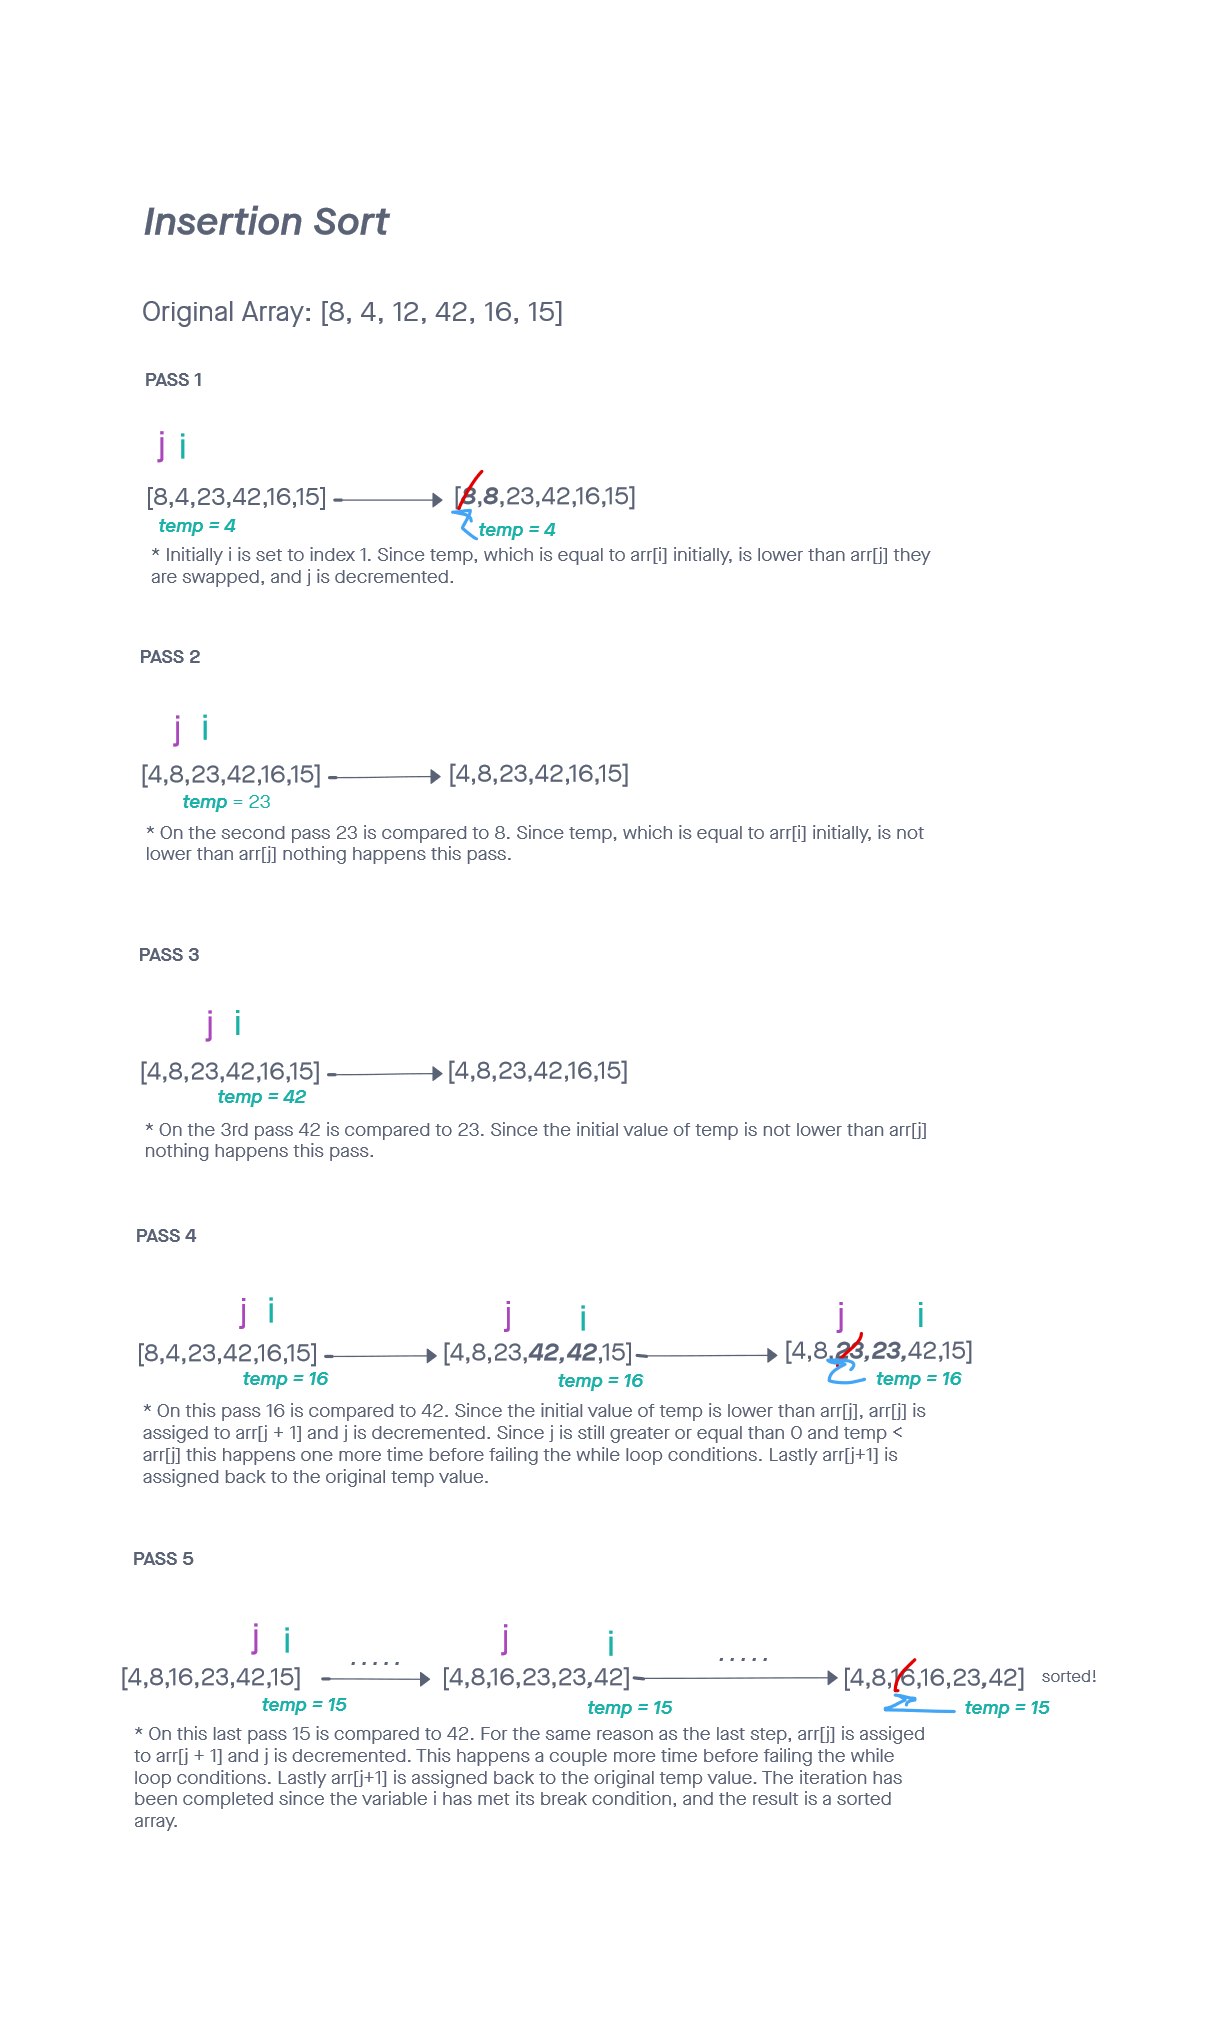 Insertion Sort
Original Array: [8, 4, 12, 42, 16, 15]
PASS 1
j i
[8,4,23,42,16,15] [8,8,23,42,16,15]
temp = 4 temp = 4
* Initially i is set to index 1. Since temp, which is equal to arr[i] initially, is lower than arr[j] they
are swapped, and j is decremented.
PASS 2
j i
[4,8,23,42,16,15] [4,8,23,42,16,15]
temp = 23
* On the second pass 23 is compared to 8. Since temp, which is equal to arr[i] initially, is not
lower than arr[j] nothing happens this pass.
PASS 3
j i
[4,8,23,42,16,15] [4,8,23,42,16,15]
temp = 42
* On the 3rd pass 42 is compared to 23. Since the initial value of temp is not lower than arr[j]
nothing happens this pass.
PASS 4
j i j i j i
[8,4,23,42,16,15] [4,8,23,42,42,15] [4,8,23,23,42,15]
temp = 16 temp = 16 temp = 16
* On this pass 16 is compared to 42. Since the initial value of temp is lower than arr[j], arr[j] is
assiged to arr[j + 1] and j is decremented. Since j is still greater or equal than 0 and temp <
arr[j] this happens one more time before failing the while loop conditions. Lastly arr[j+1] is
assigned back to the original temp value.
PASS 5
j i ..... j i .....
[4,8,16,23,42,15] [4,8,16,23,23,42] [4,8,16,16,23,42] sorted!
temp = 15 temp = 15 temp = 15
* On this last pass 15 is compared to 42. For the same reason as the last step, arr[j] is assiged
to arr[j + 1] and j is decremented. This happens a couple more time before failing the while
loop conditions. Lastly arr[j+1] is assigned back to the original temp value. The iteration has
been completed since the variable i has met its break condition, and the result is a sorted
array.